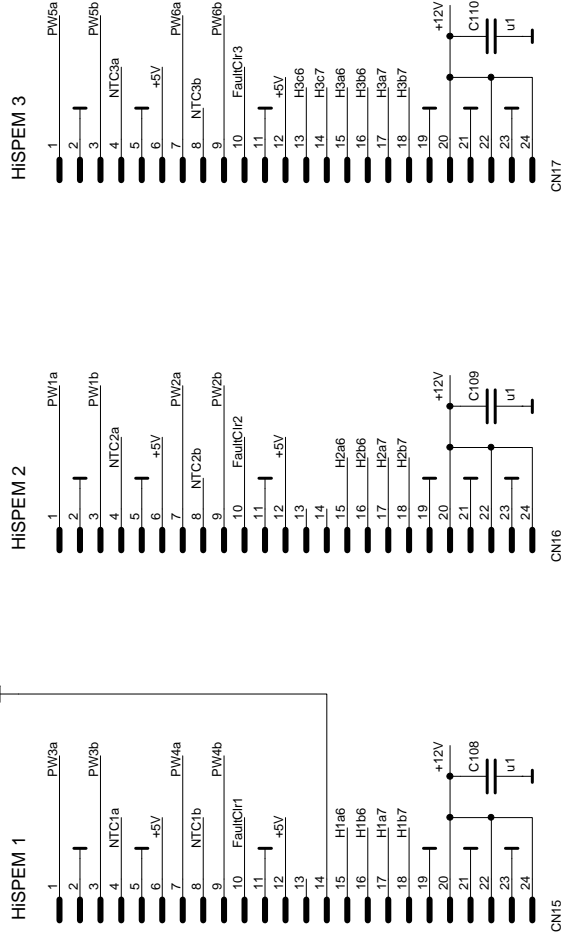 HiSPEM 1
1 PW3a
2
3 PW3b
4 NTC1a
5
6 +5V
7 PW4a
8 NTC1b
9 PW4b
10 FaultClr1
11
12 +5V
13
14
15 H1a6
16 H1b6
17 H1a7
18 H1b7
19
20 +12V
21 C108
22 u1
23
24
CN15
HiSPEM 2
1 PW1a
2
3 PW1b
4 NTC2a
5
6 +5V
7 PW2a
8 NTC2b
9 PW2b
10 FaultClr2
11
12 +5V
13
14
15 H2a6
16 H2b6
17 H2a7
18 H2b7
19
20 +12V
21 C109
22 u1
23
24
CN16
HiSPEM 3
1 PW5a
2
3 PW5b
4 NTC3a
5
6 +5V
7 PW6a
8 NTC3b
9 PW6b
10 FaultClr3
11
12 +5V
13 H3c6
14 H3c7
15 H3a6
16 H3b6
17 H3a7
18 H3b7
19
20 +12V
21 C110
22 u1
23
24
CN17